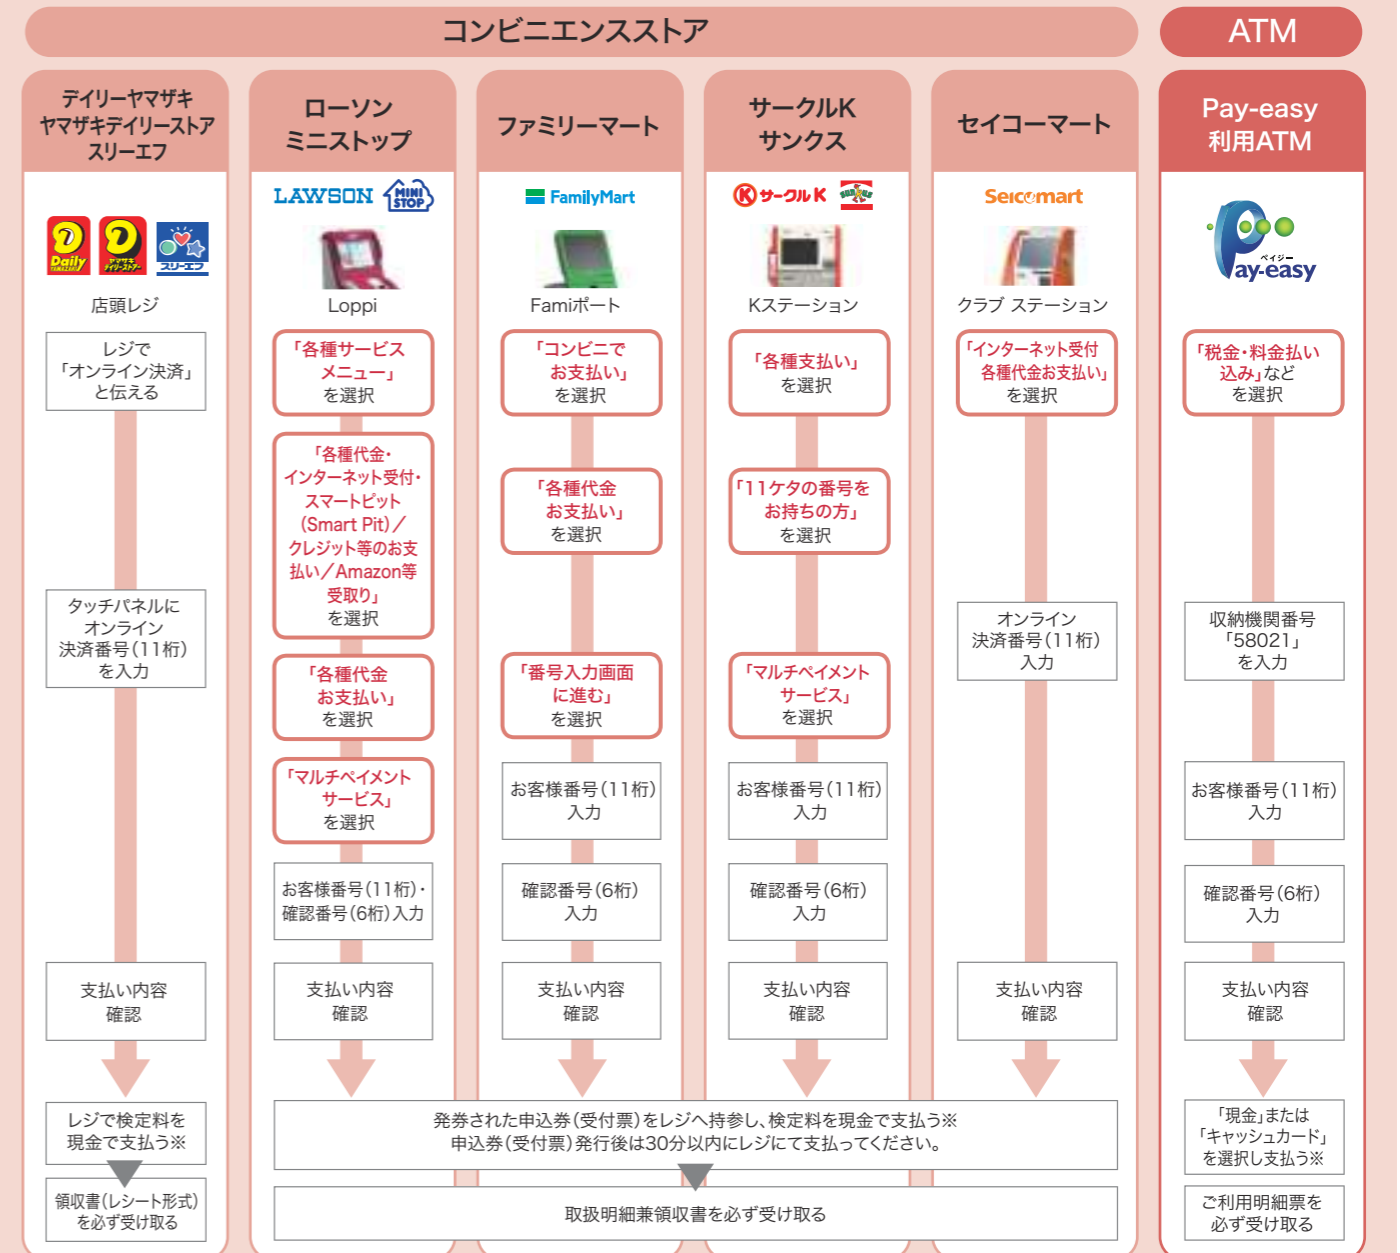 コンビニエンスストア
ATM
デイリーヤマザキ
ヤマザキデイリーストア
スリーエフ
Daily
YAMAZAKI
ヤマザキ
デイリーストアー
スリーエフ
店頭レジ
レジで
「オンライン決済」
と伝える
タッチパネルに
オンライン
決済番号（11桁）
を入力
支払い内容
確認
レジで検定料を
現金で支払う※
領収書（レシート形式）
を必ず受け取る
ローソン
ミニストップ
LAWSON
MINI
STOP
Loppi
「各種サービス
メニュー」
を選択
「各種代金・
インターネット受付・
スマートピット
（Smart Pit）／
クレジット等のお支
払い／Amazon等
受取り」
を選択
「各種代金
お支払い」
を選択
「マルチペイメント
サービス」
を選択
お客様番号（11桁）・
確認番号（6桁）入力
支払い内容
確認
ファミリーマート
FamilyMart
Famiポート
「コンビニで
お支払い」
を選択
「各種代金
お支払い」
を選択
「番号入力画面
に進む」
を選択
お客様番号（11桁）
入力
確認番号（6桁）
入力
支払い内容
確認
サークルK
サンクス
K サークルK
Kステーション
「各種支払い」
を選択
「11ケタの番号を
お持ちの方」
を選択
「マルチペイメント
サービス」
を選択
お客様番号（11桁）
入力
確認番号（6桁）
入力
支払い内容
確認
セイコーマート
Seicomart
クラブ ステーション
「インターネット受付
各種代金お支払い」
を選択
オンライン
決済番号（11桁）
入力
支払い内容
確認
発券された申込券（受付票）をレジへ持参し、検定料を現金で支払う※
申込券（受付票）発行後は30分以内にレジにて支払ってください。
取扱明細兼領収書を必ず受け取る
Pay-easy
利用ATM
ペイジー
Pay-easy
「税金・料金払い
込み」など
を選択
収納機関番号
「58021」
を入力
お客様番号（11桁）
入力
確認番号（6桁）
入力
支払い内容
確認
「現金」または
「キャッシュカード」
を選択し支払う※
ご利用明細票を
必ず受け取る